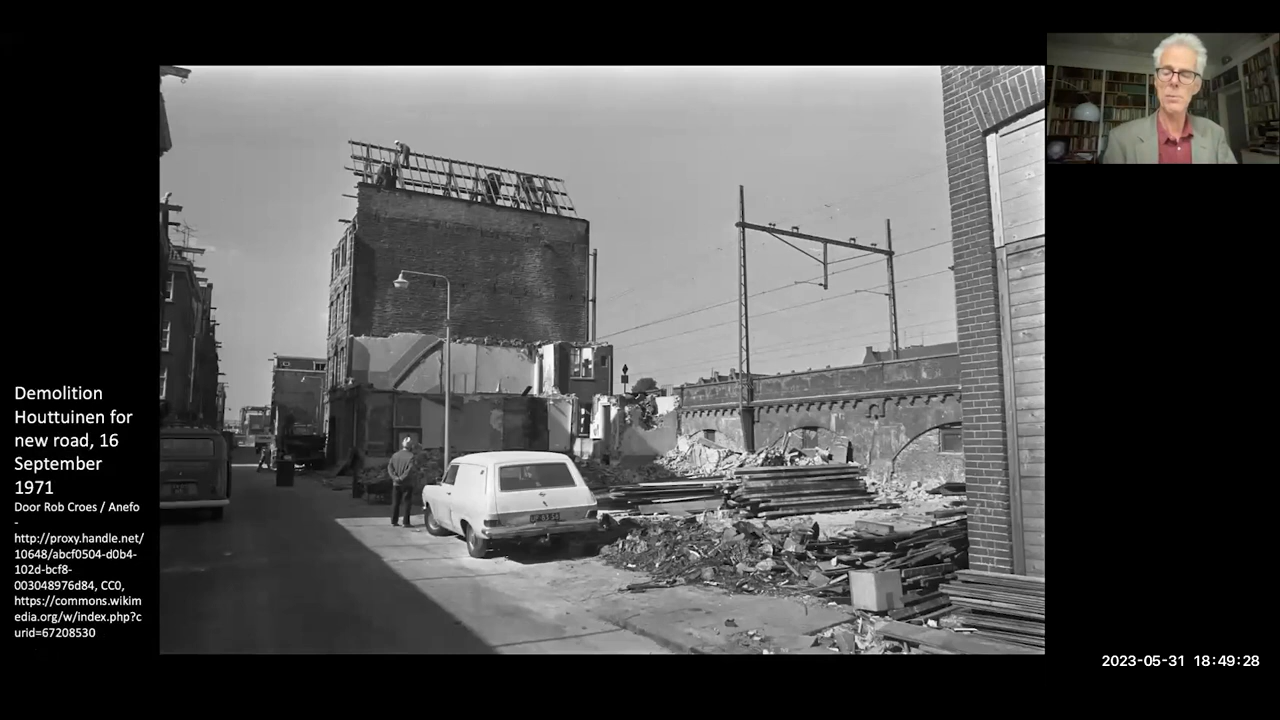 Demolition
Houttuinen for
new road, 16
September
1971
Door Rob Croes / Anefo
-
http://proxy.handle.net/
10648/abcf0504-d0b4-
102d-bcf8-
003048976d84, CC0,
https://commons.wikim
edia.org/w/index.php?c
urid=67208530
2023-05-31 18:49:28